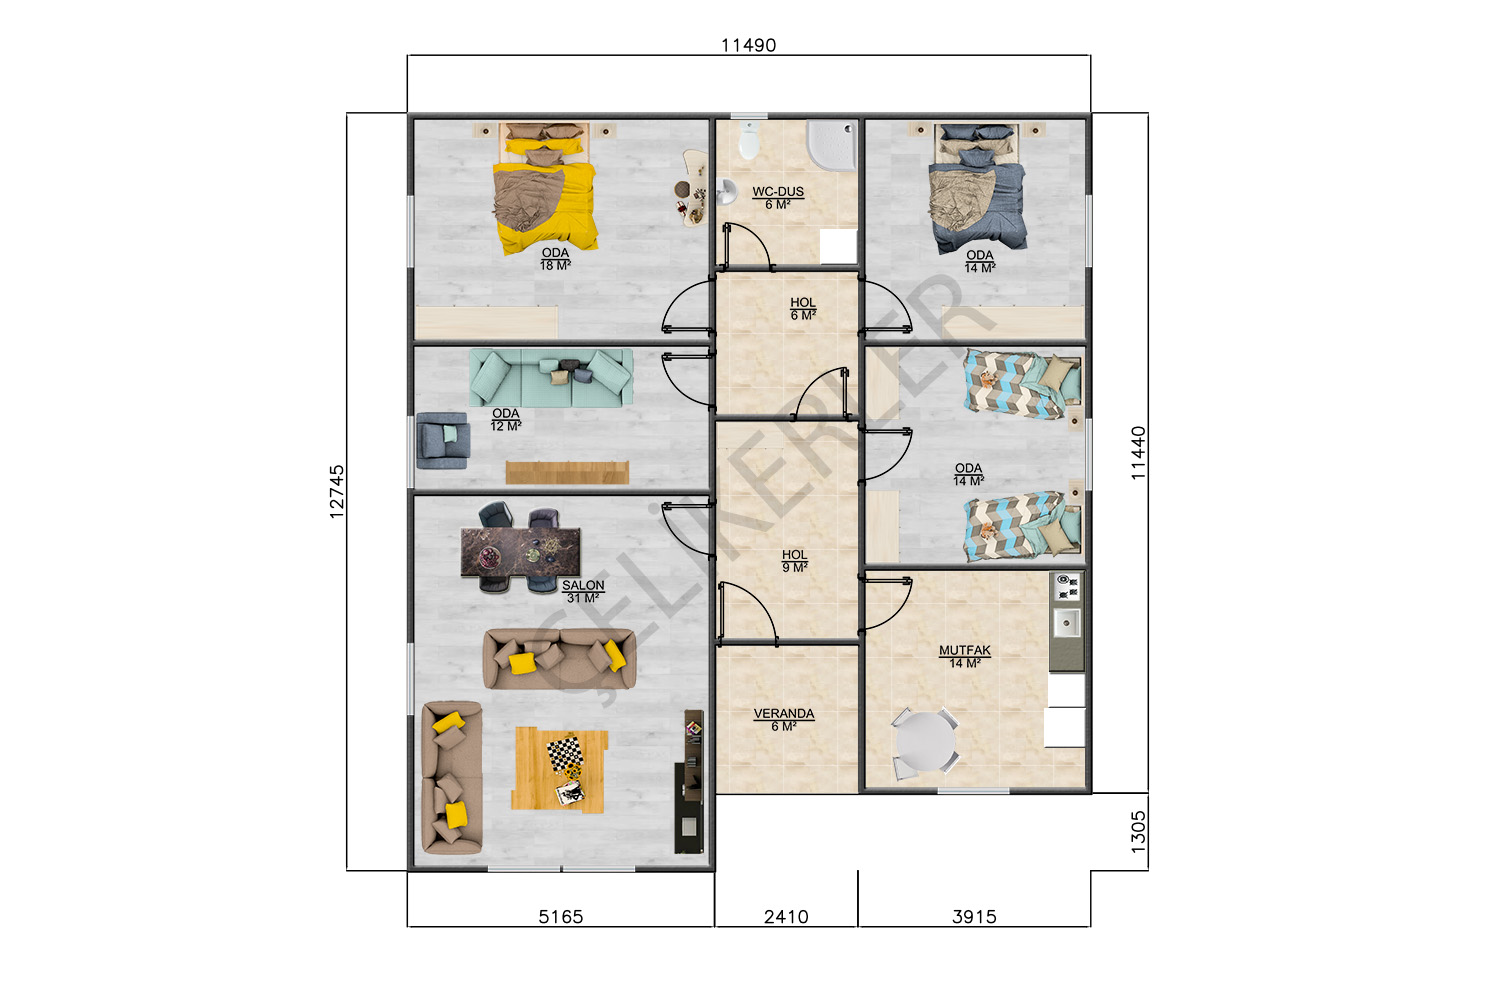 11490
WC-DUS
6 M²
ODA
18 M²
ODA
14 M²
HOL
6 M²
ODA
12 M²
12745
11440
ODA
14 M²
HOL
9 M²
SALON
31 M²
MUTFAK
14 M²
VERANDA
6 M²
1305
5165
2410
3915
ÇELİKERLER